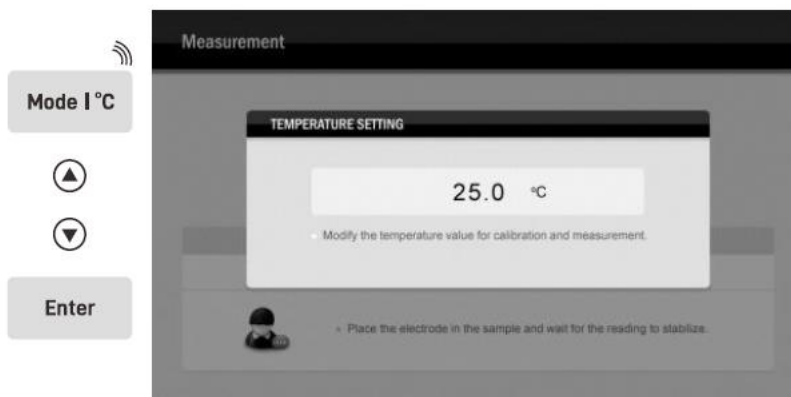 Measurement
Mode | °C
TEMPERATURE SETTING
25.0 °C
Modify the temperature value for calibration and measurement.
Enter
Place the electrode in the sample and wait for the reading to stabilize.